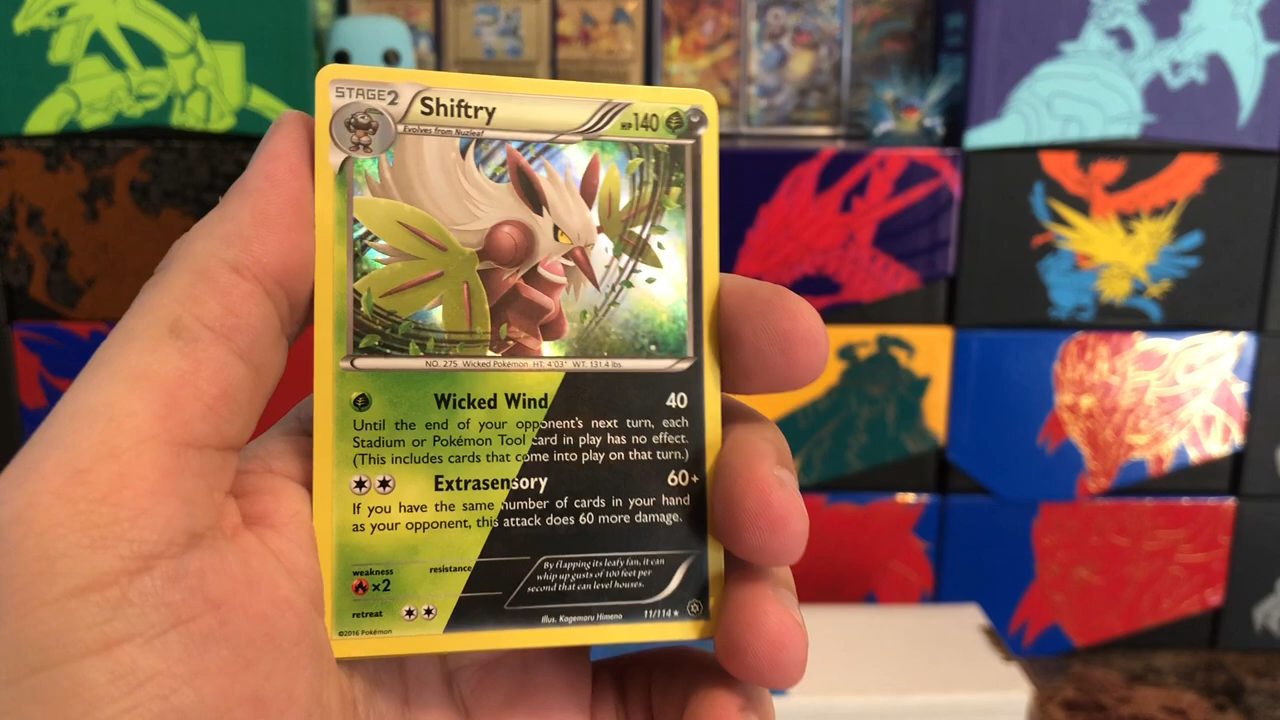 STAGE2
Shiftry
HP140
Evolves from Nuzleaf
NO. 275 Wicked Pokémon HT. 4'03" WT. 131.4 lbs.
Wicked Wind 40
Until the end of your opponent's next turn, each
Stadium or Pokémon Tool card in play has no effect.
(This includes cards that come into play on that turn.)
Extrasensory 60+
If you have the same number of cards in your hand
as your opponent, this attack does 60 more damage.
weakness
resistance
×2
By flapping its leafy fan, it can
whip up gusts of 100 feet per
second that can level houses.
retreat
Illus. Kagemaru Himeno 11/114 ★
©2016 Pokémon